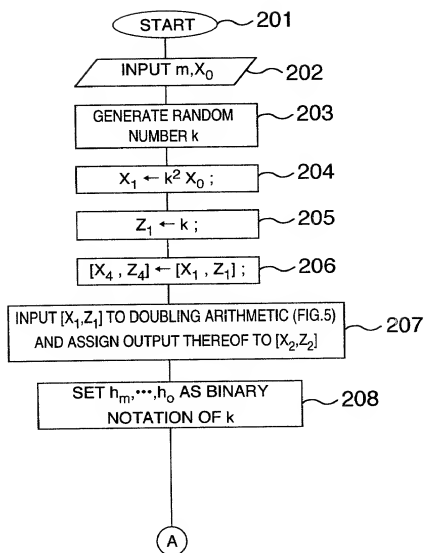 START 201
INPUT m,X₀ 202
GENERATE RANDOM 203
NUMBER k
X₁ ← k² X₀ ; 204
Z₁ ← k ; 205
[X₄ , Z₄] ← [X₁ , Z₁] ; 206
INPUT [X₁,Z₁] TO DOUBLING ARITHMETIC (FIG.5) 207
AND ASSIGN OUTPUT THEREOF TO [X₂,Z₂]
SET hₘ,···,hₒ AS BINARY 208
NOTATION OF k
A